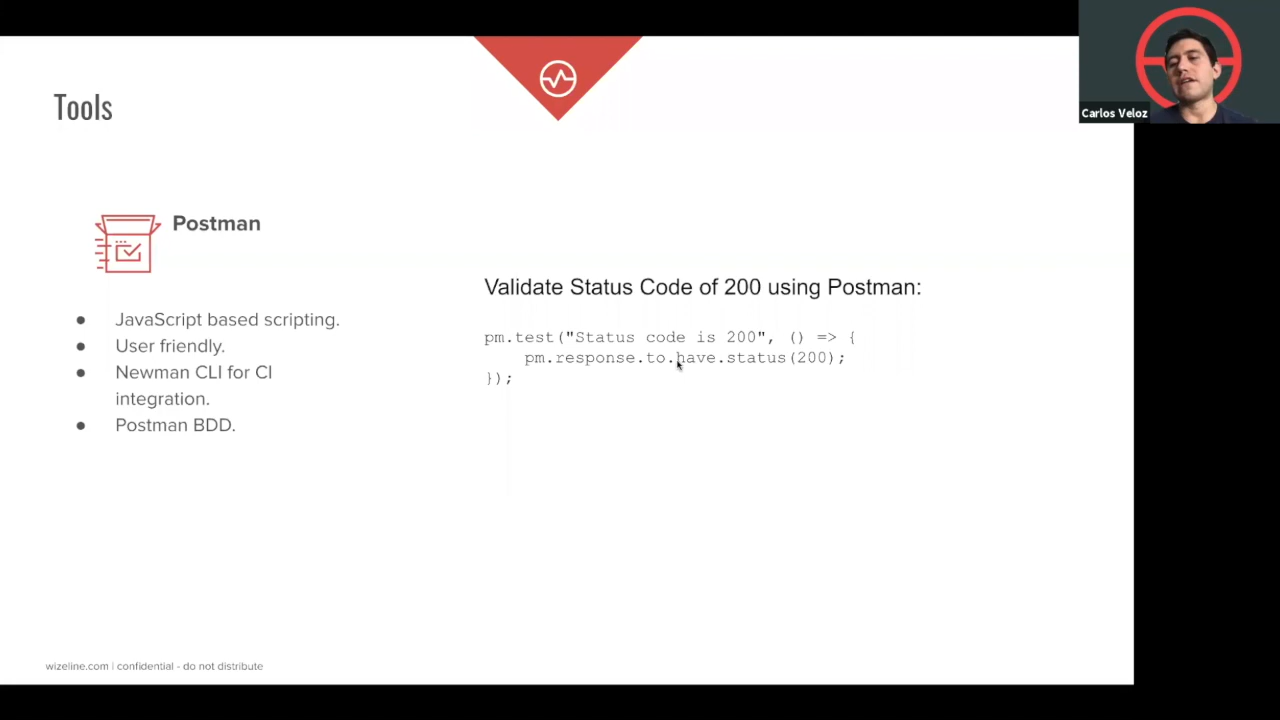 Carlos Veloz
Tools
Postman
● JavaScript based scripting.
● User friendly.
● Newman CLI for CI
integration.
● Postman BDD.
Validate Status Code of 200 using Postman:
pm.test("Status code is 200", () => {
    pm.response.to.have.status(200);
});
wizeline.com | confidential - do not distribute